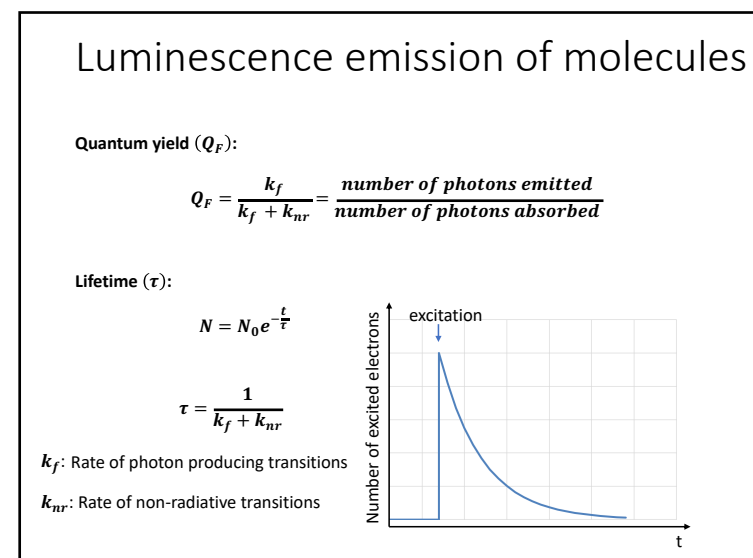 Luminescence emission of molecules
Quantum yield (Q_F):
Q_F = k_f / (k_f + k_nr) = number of photons emitted / number of photons absorbed
Lifetime (τ):
N = N_0 e^(-t/τ)
τ = 1 / (k_f + k_nr)
k_f: Rate of photon producing transitions
k_nr: Rate of non-radiative transitions
Number of excited electrons
excitation
t